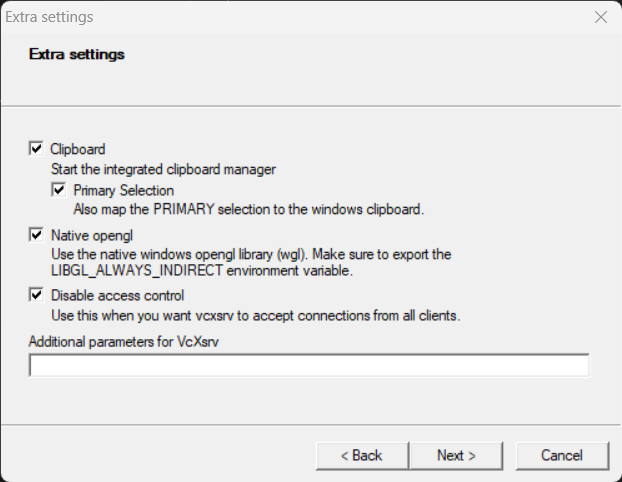 Extra settings
Extra settings
Clipboard
Start the integrated clipboard manager
Primary Selection
Also map the PRIMARY selection to the windows clipboard.
Native opengl
Use the native windows opengl library (wgl). Make sure to export the
LIBGL_ALWAYS_INDIRECT environment variable.
Disable access control
Use this when you want vcxsrv to accept connections from all clients.
Additional parameters for VcXsrv
< Back Next > Cancel